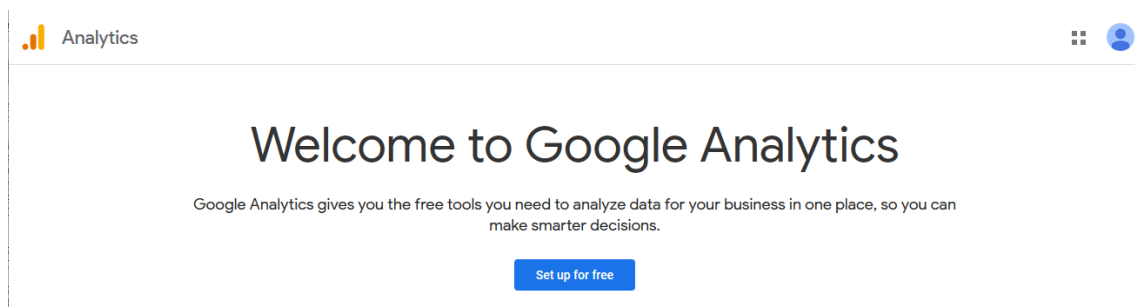 Analytics
Welcome to Google Analytics
Google Analytics gives you the free tools you need to analyze data for your business in one place, so you can
make smarter decisions.
Set up for free